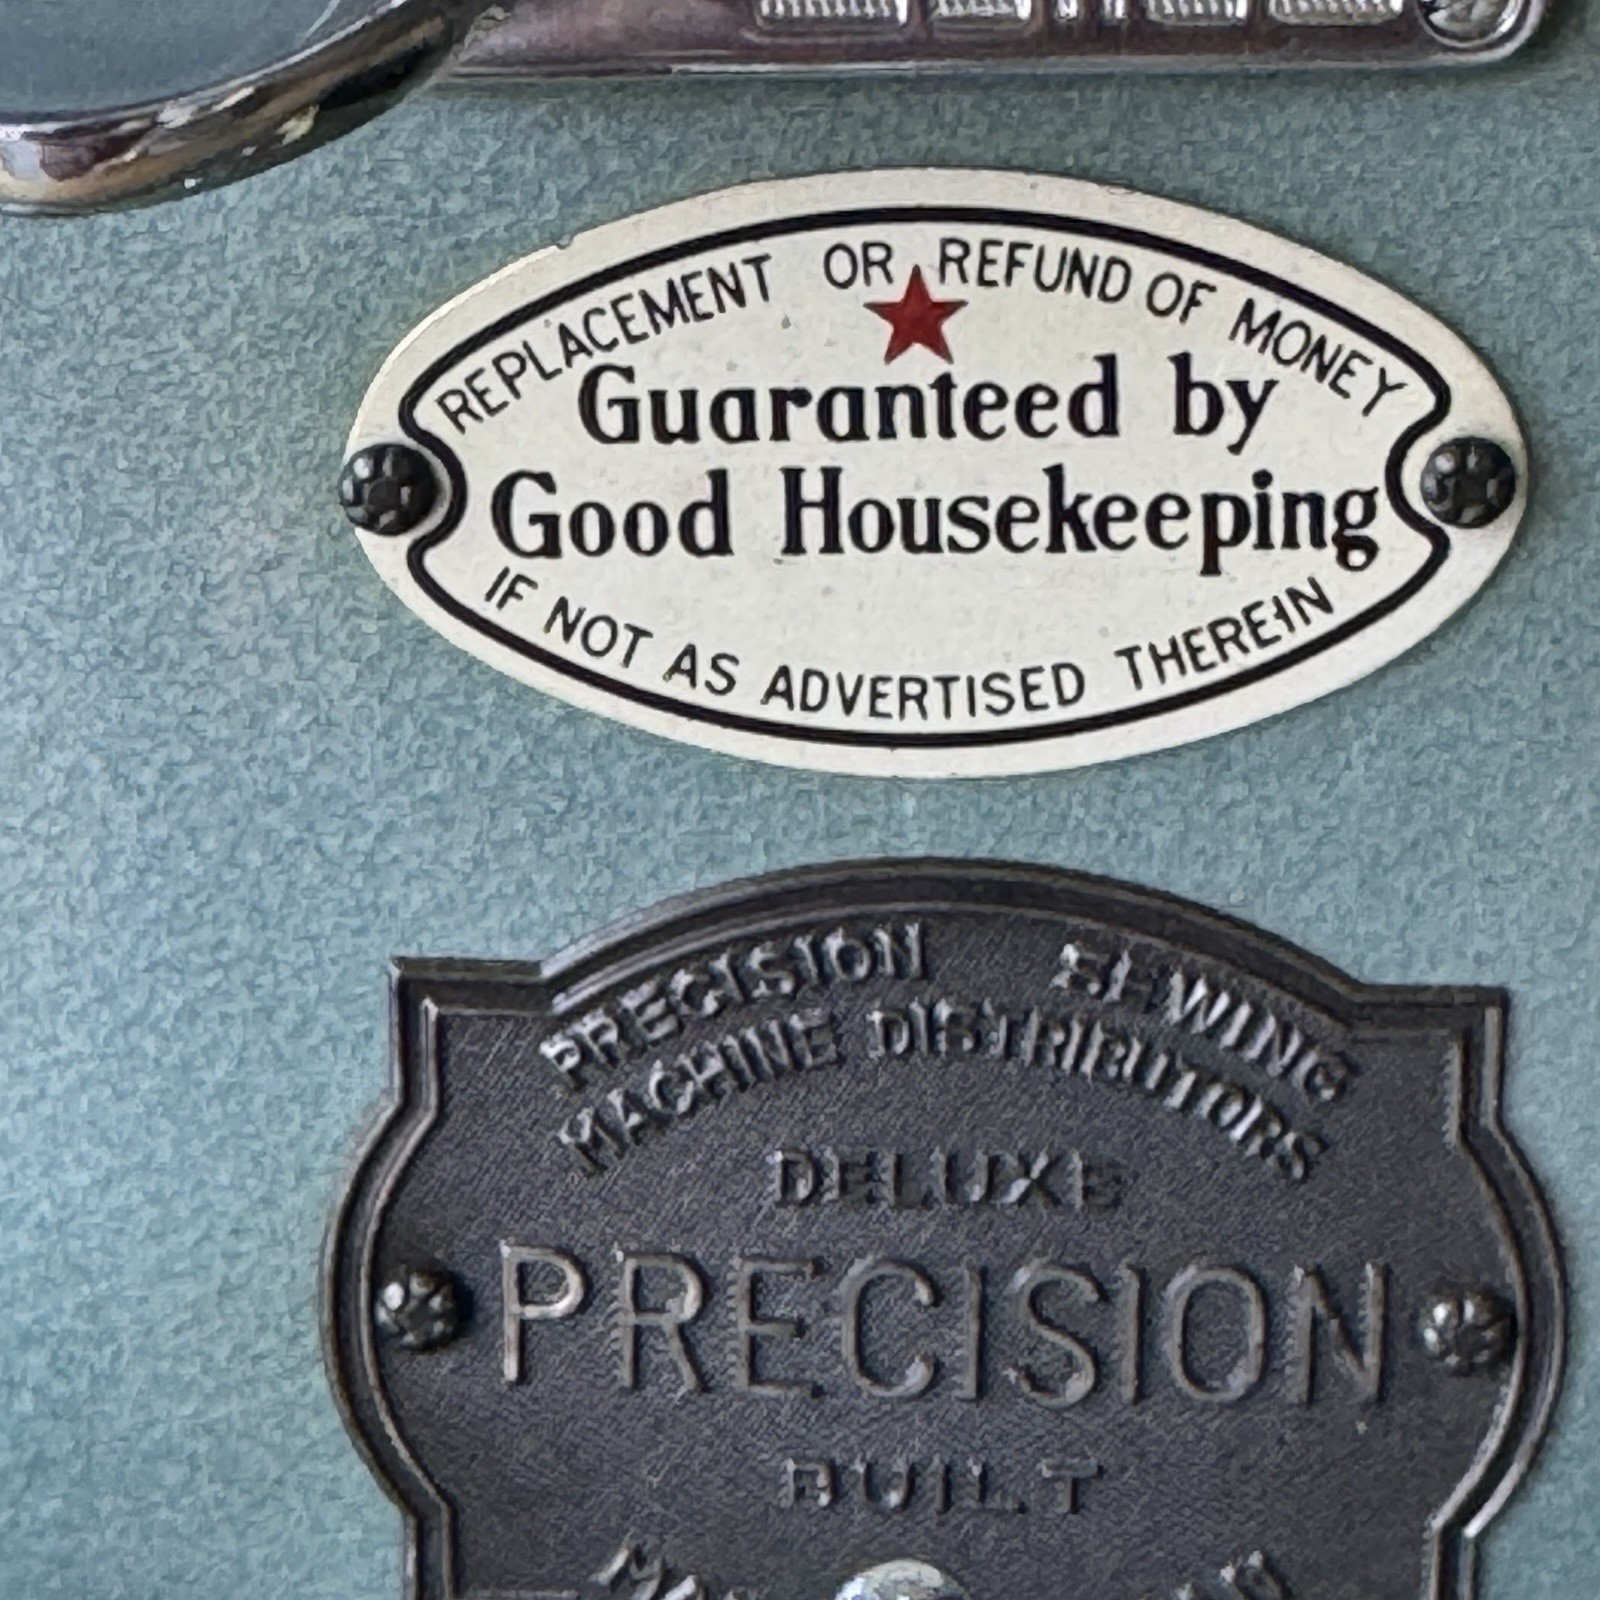 REPLACEMENT OR REFUND OF MONEY
Guaranteed by
Good Housekeeping
IF NOT AS ADVERTISED THEREIN
PRECISION SEWING
MACHINE DISTRIBUTORS
DELUXE
PRECISION
BUILT